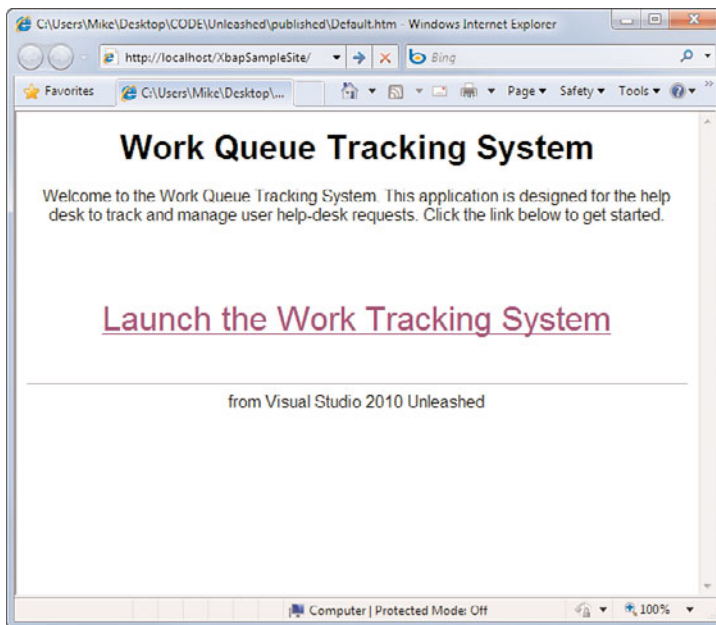 C:\Users\Mike\Desktop\CODE\Unleashed\published\Default.htm - Windows Internet Explorer
http://localhost/XbapSampleSite/
Bing
Favorites
C:\Users\Mike\Desktop\...
Page
Safety
Tools
Work Queue Tracking System
Welcome to the Work Queue Tracking System. This application is designed for the help
desk to track and manage user help-desk requests. Click the link below to get started.
Launch the Work Tracking System
from Visual Studio 2010 Unleashed
Computer | Protected Mode: Off
100%